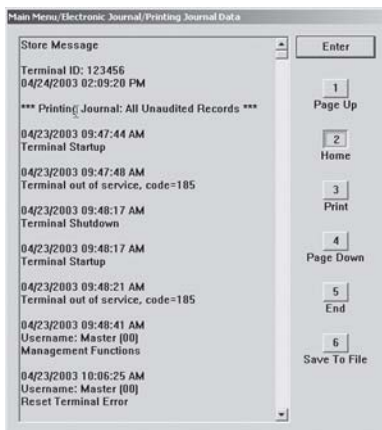 Main Menu/Electronic Journal/Printing Journal Data
Store Message
Terminal ID: 123456
04/24/2003 02:09:20 PM
*** Printing Journal: All Unaudited Records ***
04/23/2003 09:47:44 AM
Terminal Startup
04/23/2003 09:47:48 AM
Terminal out of service, code=185
04/23/2003 09:48:17 AM
Terminal Shutdown
04/23/2003 09:48:17 AM
Terminal Startup
04/23/2003 09:48:21 AM
Terminal out of service, code=185
04/23/2003 09:48:41 AM
Username: Master (00)
Management Functions
04/23/2003 10:06:25 AM
Username: Master (00)
Reset Terminal Error
Enter
1
Page Up
2
Home
3
Print
4
Page Down
5
End
6
Save To File